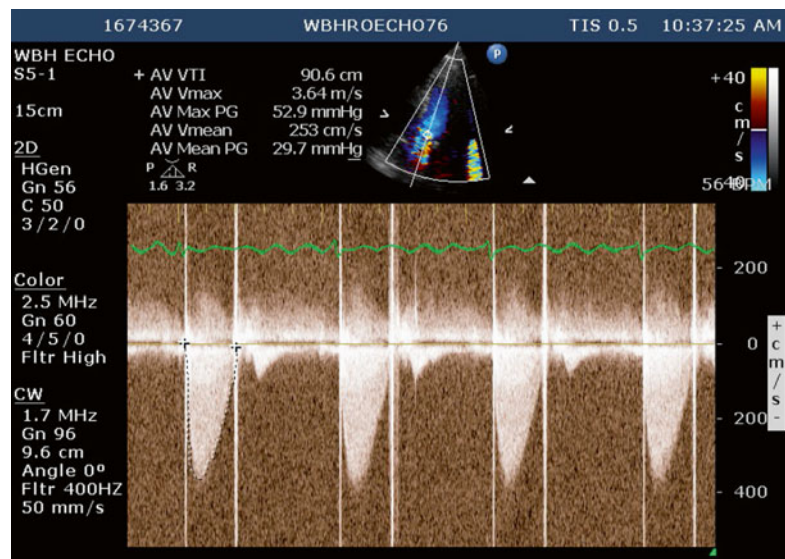 1674367 WBHROECHO76 TIS 0.5 10:37:25 AM
WBH ECHO
S5-1
15cm
2D
HGen
Gn 56
C 50
3/2/0
Color
2.5 MHz
Gn 60
4/5/0
Fltr High
CW
1.7 MHz
Gn 96
9.6 cm
Angle 0º
Fltr 400HZ
50 mm/s
+ AV VTI 90.6 cm
AV Vmax 3.64 m/s
AV Max PG 52.9 mmHg
AV Vmean 253 cm/s
AV Mean PG 29.7 mmHg
P R
1.6 3.2
P
+40
cm/s
200
0
200
400
+
cm/s
-